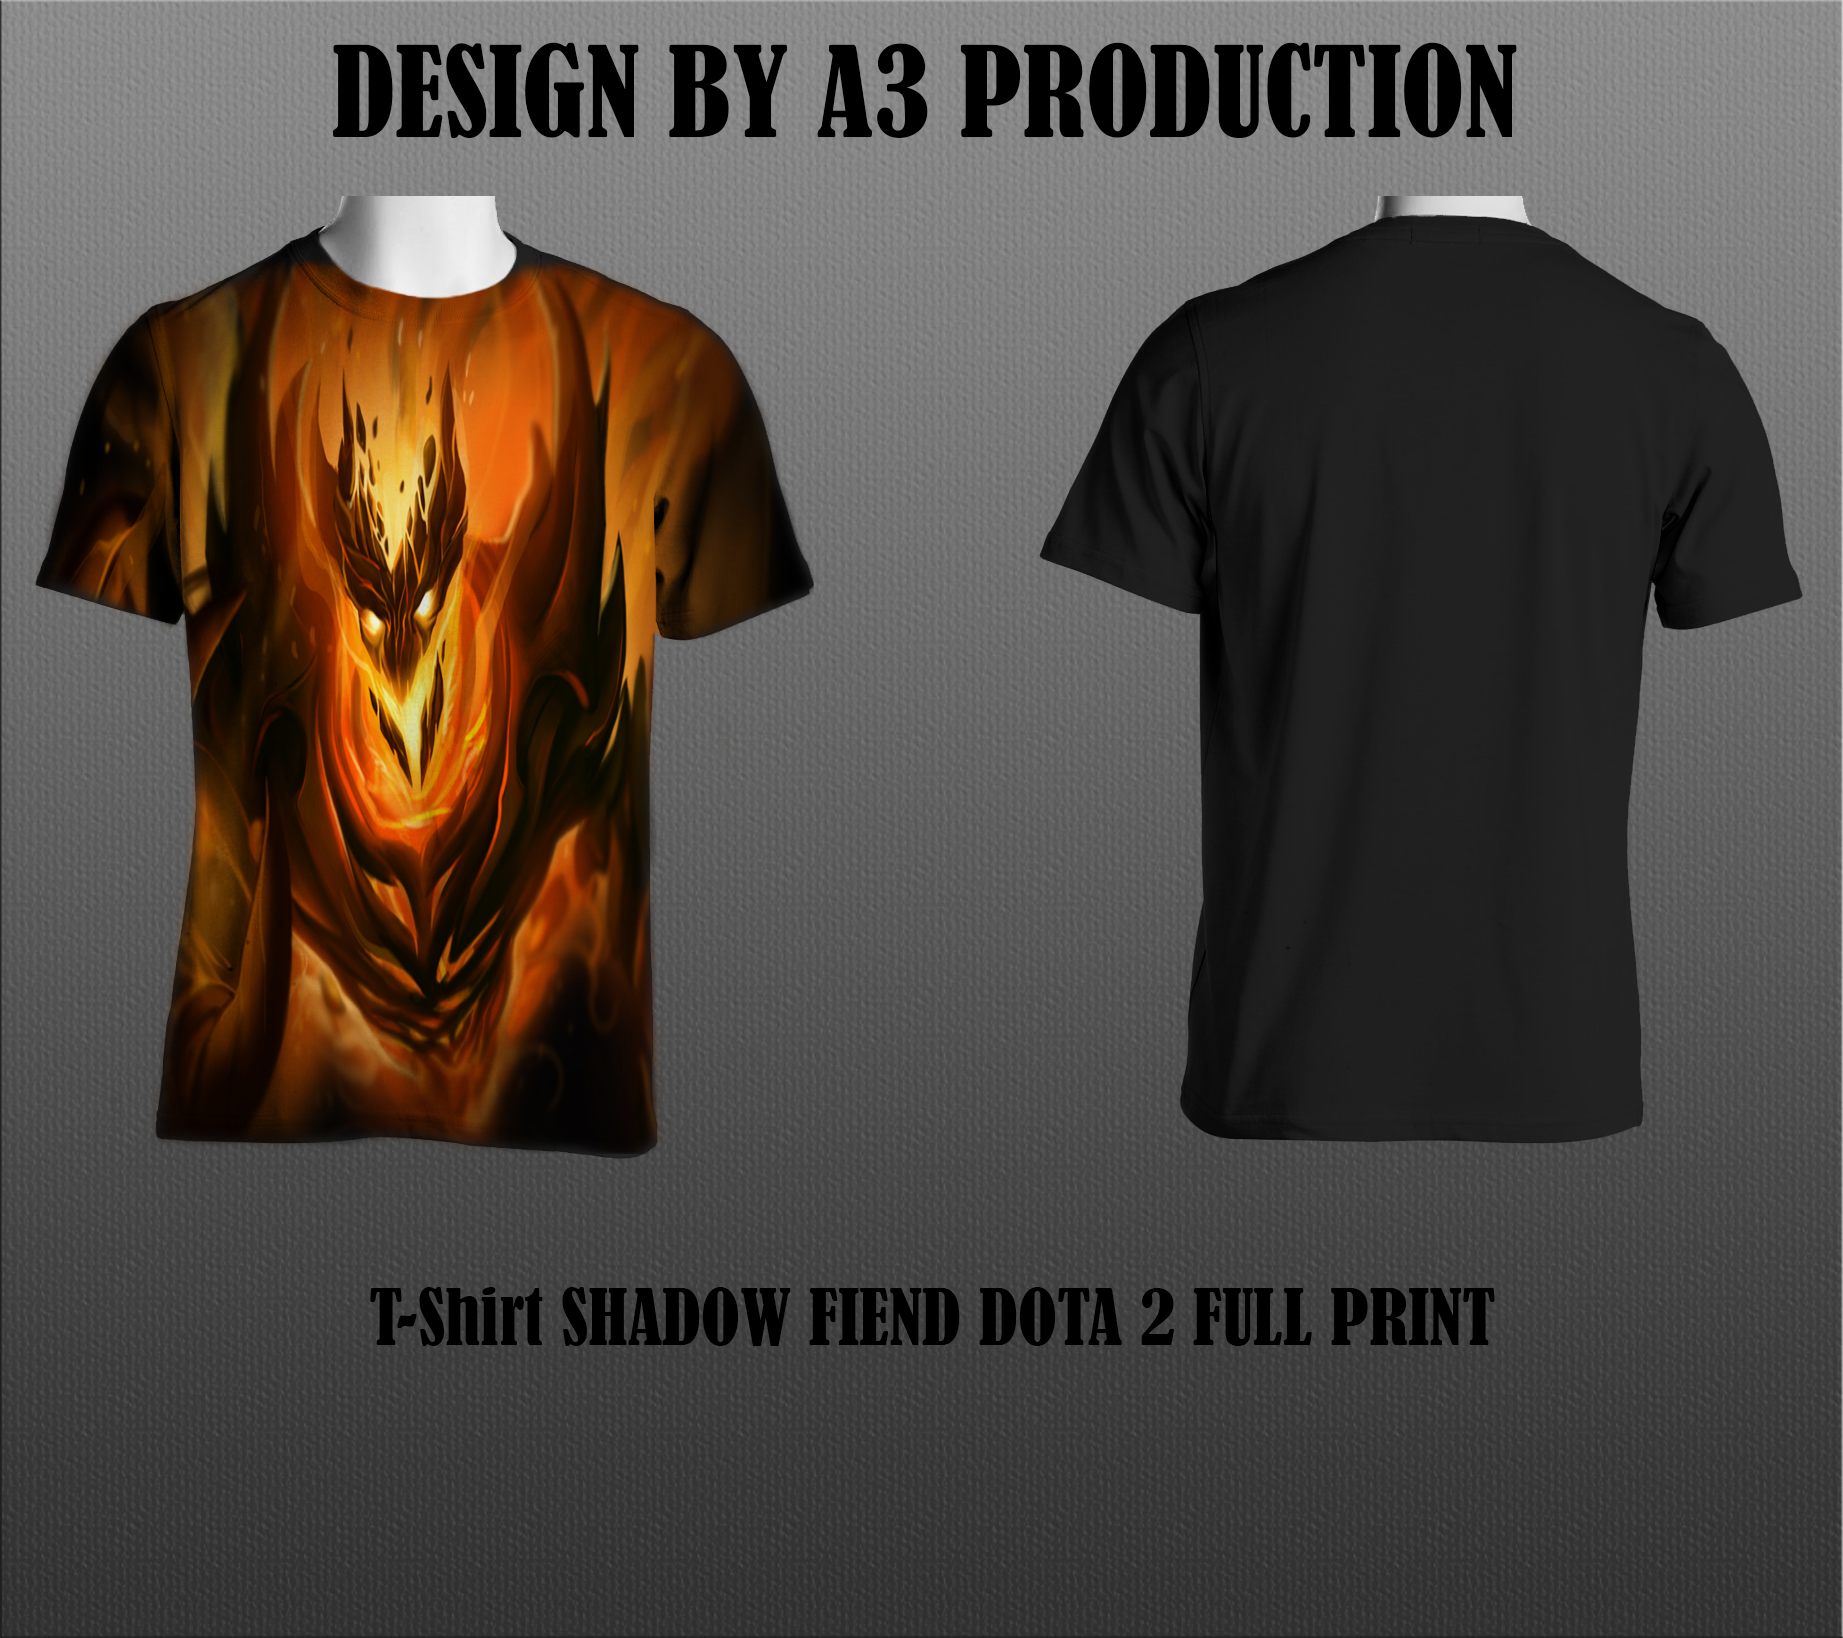 DESIGN BY A3 PRODUCTION
T-Shirt SHADOW FIEND DOTA 2 FULL PRINT